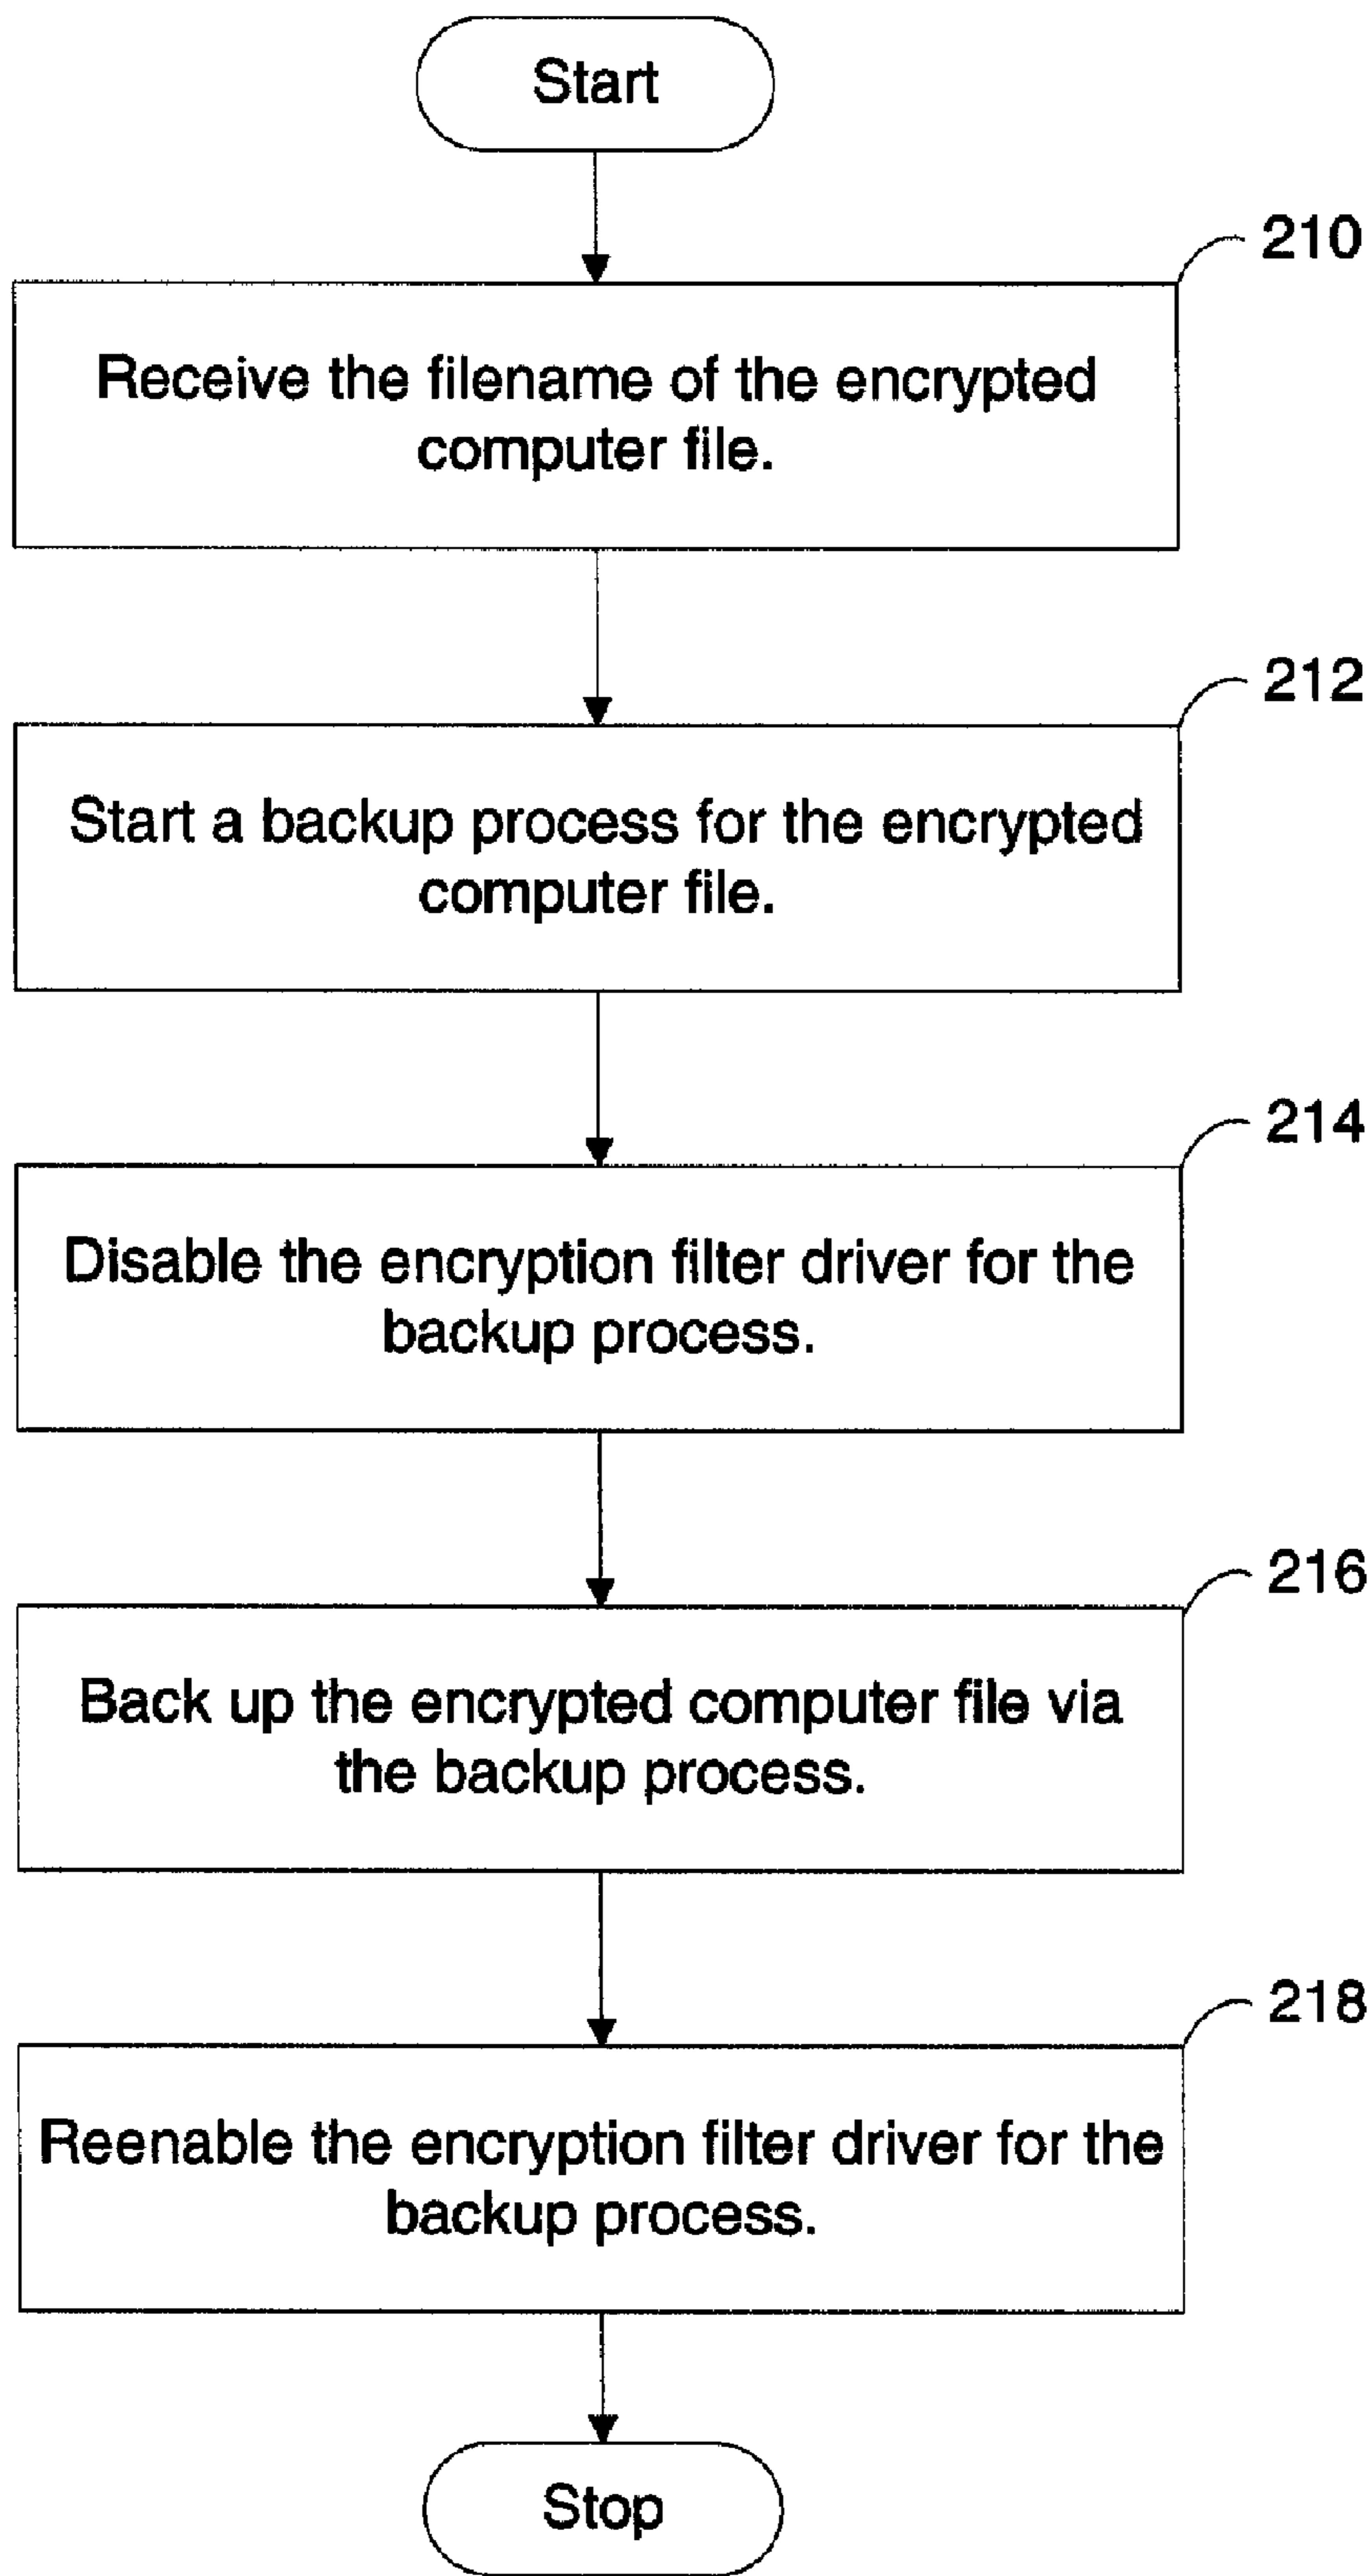 Start
210
Receive the filename of the encrypted
computer file.
212
Start a backup process for the encrypted
computer file.
214
Disable the encryption filter driver for the
backup process.
216
Back up the encrypted computer file via
the backup process.
218
Reenable the encryption filter driver for the
backup process.
Stop